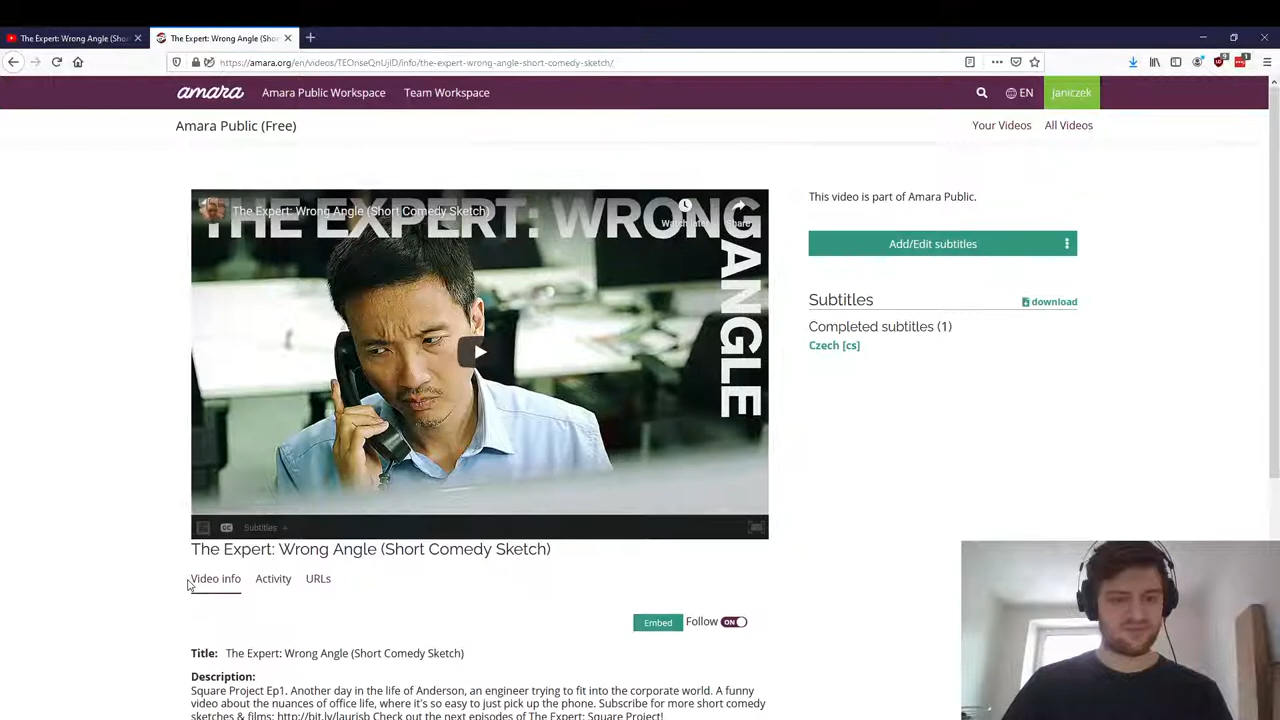 The Expert: Wrong Angle (Sho
The Expert: Wrong Angle (Shor
https://amara.org/en/videos/TEOnseQnUjID/info/the-expert-wrong-angle-short-comedy-sketch/
amara Amara Public Workspace Team Workspace EN janiczek
Amara Public (Free) Your Videos All Videos
The Expert: Wrong Angle (Short Comedy Sketch)
Watch later Share
THE EXPERT: WRONG
ANGLE
Subtitles
This video is part of Amara Public.
Add/Edit subtitles
Subtitles download
Completed subtitles (1)
Czech [cs]
The Expert: Wrong Angle (Short Comedy Sketch)
Video info Activity URLs
Embed Follow ON
Title: The Expert: Wrong Angle (Short Comedy Sketch)
Description:
Square Project Ep1. Another day in the life of Anderson, an engineer trying to fit into the corporate world. A funny
video about the nuances of office life, where it's so easy to just pick up the phone. Subscribe for more short comedy
sketches & films: http://bit.ly/laurisb Check out the next episodes of The Expert: Square Project!